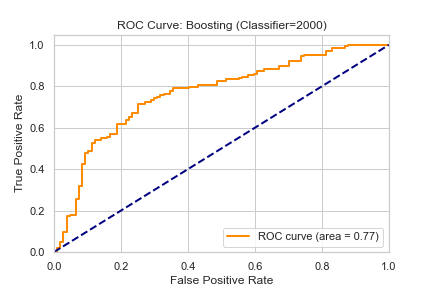 ROC Curve: Boosting (Classifier=2000)
True Positive Rate
1.0
0.8
0.6
0.4
0.2
0.0
0.0 0.2 0.4 0.6 0.8 1.0
False Positive Rate
ROC curve (area = 0.77)